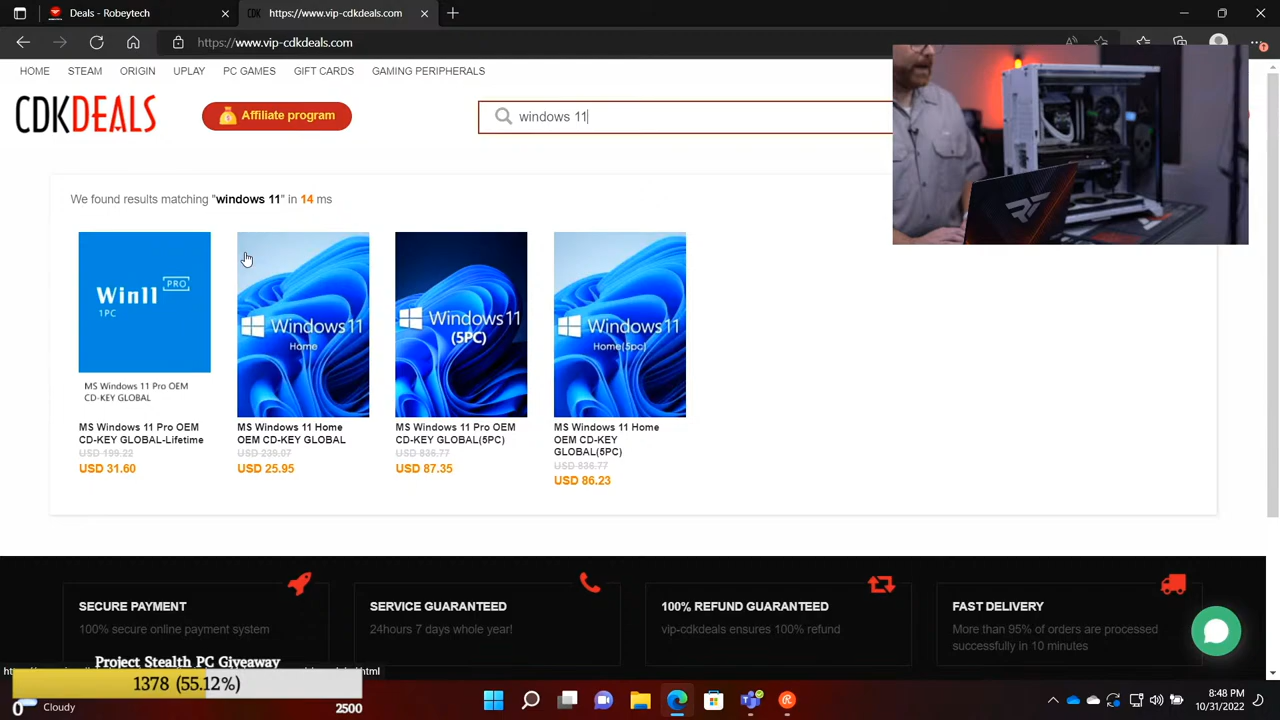 Deals - Robeytech
CDK
https://www.vip-cdkdeals.com
https://www.vip-cdkdeals.com
HOME
STEAM
ORIGIN
UPLAY
PC GAMES
GIFT CARDS
GAMING PERIPHERALS
CDKDEALS
Affiliate program
windows 11
We found results matching "windows 11" in 14 ms
Win11 PRO
1PC
MS Windows 11 Pro OEM
CD-KEY GLOBAL
MS Windows 11 Pro OEM
CD-KEY GLOBAL-Lifetime
USD 199.22
USD 31.60
Windows 11
Home
MS Windows 11 Home
OEM CD-KEY GLOBAL
USD 239.07
USD 25.95
Windows 11
(5PC)
MS Windows 11 Pro OEM
CD-KEY GLOBAL(5PC)
USD 836.77
USD 87.35
Windows 11
Home(5pc)
MS Windows 11 Home
OEM CD-KEY
GLOBAL(5PC)
USD 836.77
USD 86.23
SECURE PAYMENT
100% secure online payment system
SERVICE GUARANTEED
24hours 7 days whole year!
100% REFUND GUARANTEED
vip-cdkdeals ensures 100% refund
FAST DELIVERY
More than 95% of orders are processed
successfully in 10 minutes
Project Stealth PC Giveaway
1378 (55.12%)
0
2500
Cloudy
8:48 PM
10/31/2022